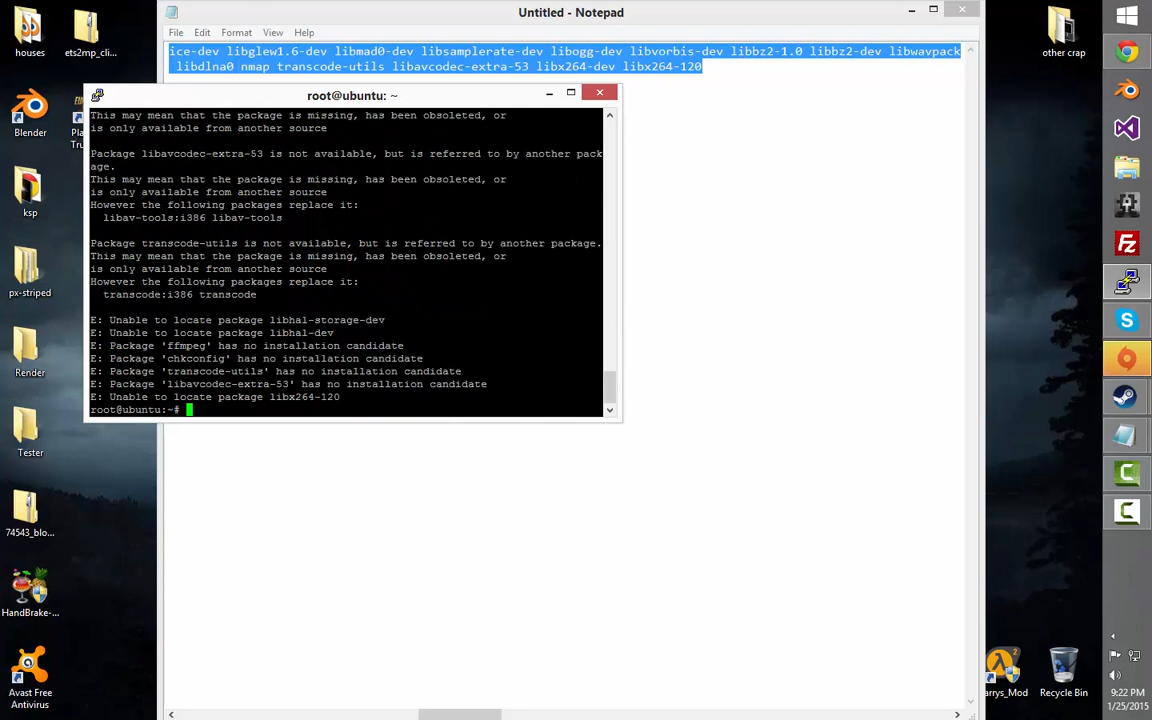 houses
ets2mp_cli...
Untitled - Notepad
other crap
File Edit Format View Help
ice-dev libglew1.6-dev libmad0-dev libsamplerate-dev libogg-dev libvorbis-dev libbz2-1.0 libbz2-dev libwavpack
libdlna0 nmap transcode-utils libavcodec-extra-53 libx264-dev libx264-120
root@ubuntu: ~
This may mean that the package is missing, has been obsoleted, or
is only available from another source
Package libavcodec-extra-53 is not available, but is referred to by another pack
age.
This may mean that the package is missing, has been obsoleted, or
is only available from another source
However the following packages replace it:
libav-tools:i386 libav-tools
Package transcode-utils is not available, but is referred to by another package.
This may mean that the package is missing, has been obsoleted, or
is only available from another source
However the following packages replace it:
transcode:i386 transcode
E: Unable to locate package libhal-storage-dev
E: Unable to locate package libhal-dev
E: Package 'ffmpeg' has no installation candidate
E: Package 'chkconfig' has no installation candidate
E: Package 'transcode-utils' has no installation candidate
E: Package 'libavcodec-extra-53' has no installation candidate
E: Unable to locate package libx264-120
root@ubuntu:~#
Blender
ksp
px-striped
Render
Tester
74543_blo...
HandBrake-...
Avast Free
Antivirus
arrys_Mod
Recycle Bin
9:22 PM
1/25/2015